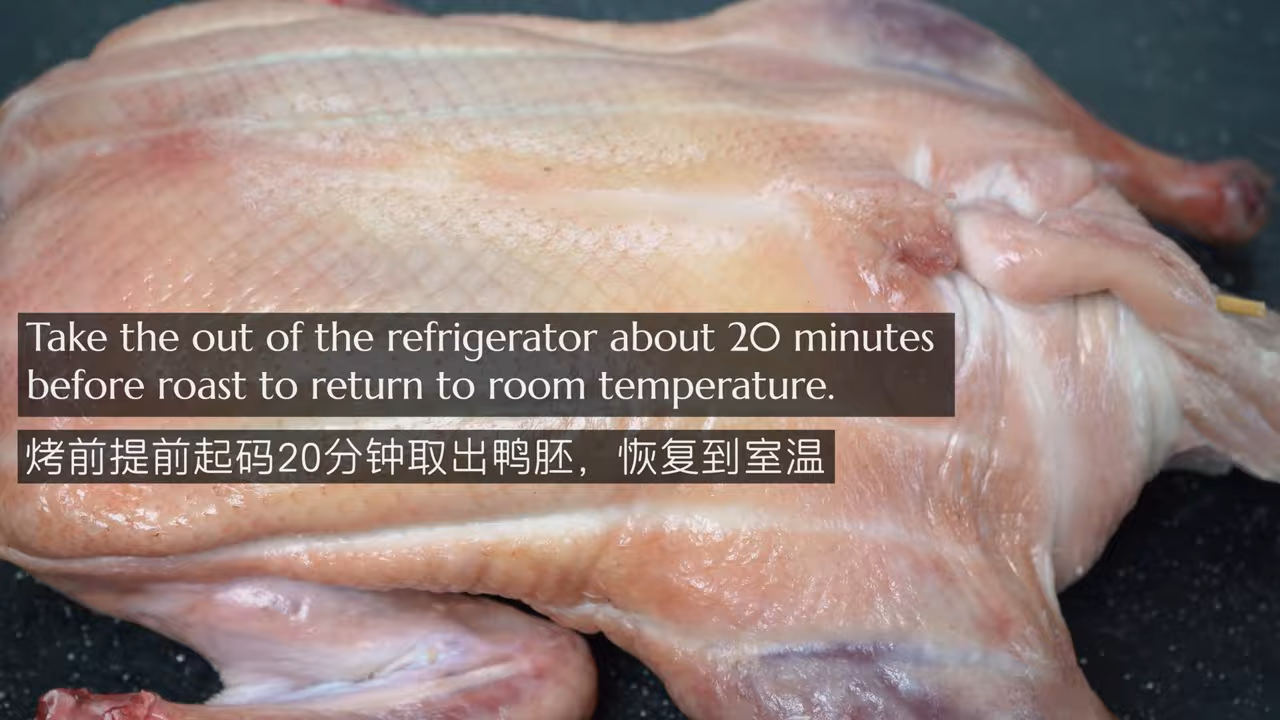 Take the out of the refrigerator about 20 minutes
before roast to return to room temperature.
烤前提前起码20分钟取出鸭胚，恢复到室温